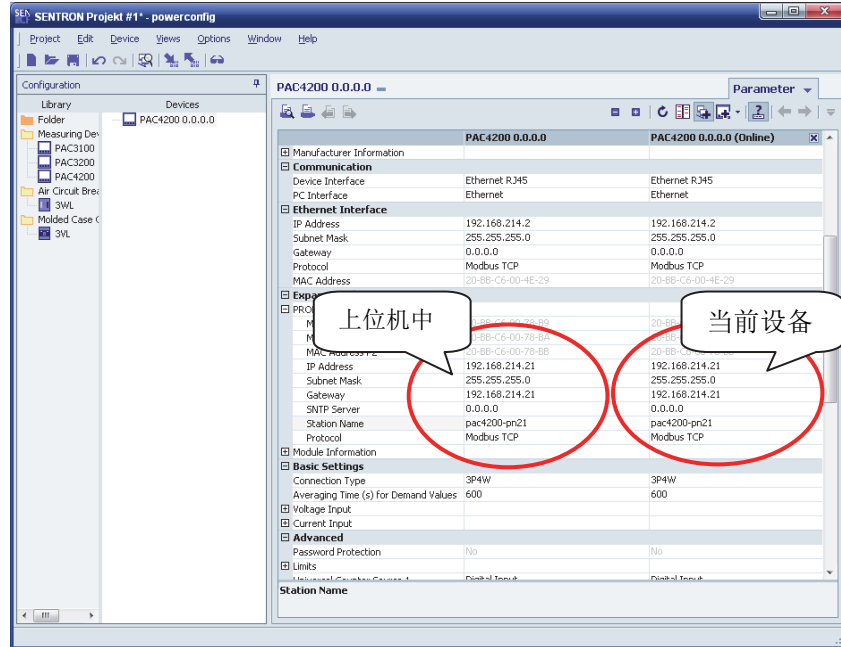 SENTRON Projekt #1* - powerconfig
Project Edit Device Views Options Window Help
Configuration
Library Devices
Folder
Measuring Dev
PAC3100
PAC3200
PAC4200
Air Circuit Brea
3WL
Molded Case C
3VL
PAC4200 0.0.0.0
PAC4200 0.0.0.0
Parameter
PAC4200 0.0.0.0 PAC4200 0.0.0.0 (Online)
Manufacturer Information
Communication
Device Interface Ethernet RJ45 Ethernet RJ45
PC Interface Ethernet Ethernet
Ethernet Interface
IP Address 192.168.214.2 192.168.214.2
Subnet Mask 255.255.255.0 255.255.255.0
Gateway 0.0.0.0 0.0.0.0
Protocol Modbus TCP Modbus TCP
MAC Address 20-BB-C6-00-4E-29 20-BB-C6-00-4E-29
上位机中
当前设备
IP Address 192.168.214.21 192.168.214.21
Subnet Mask 255.255.255.0 255.255.255.0
Gateway 192.168.214.21 192.168.214.21
SNTP Server 0.0.0.0 0.0.0.0
Station Name pac4200-pn21 pac4200-pn21
Protocol Modbus TCP Modbus TCP
Module Information
Basic Settings
Connection Type 3P4W 3P4W
Averaging Time (s) for Demand Values 600 600
Voltage Input
Current Input
Advanced
Password Protection No No
Limits
Digital Input Digital Input
Station Name